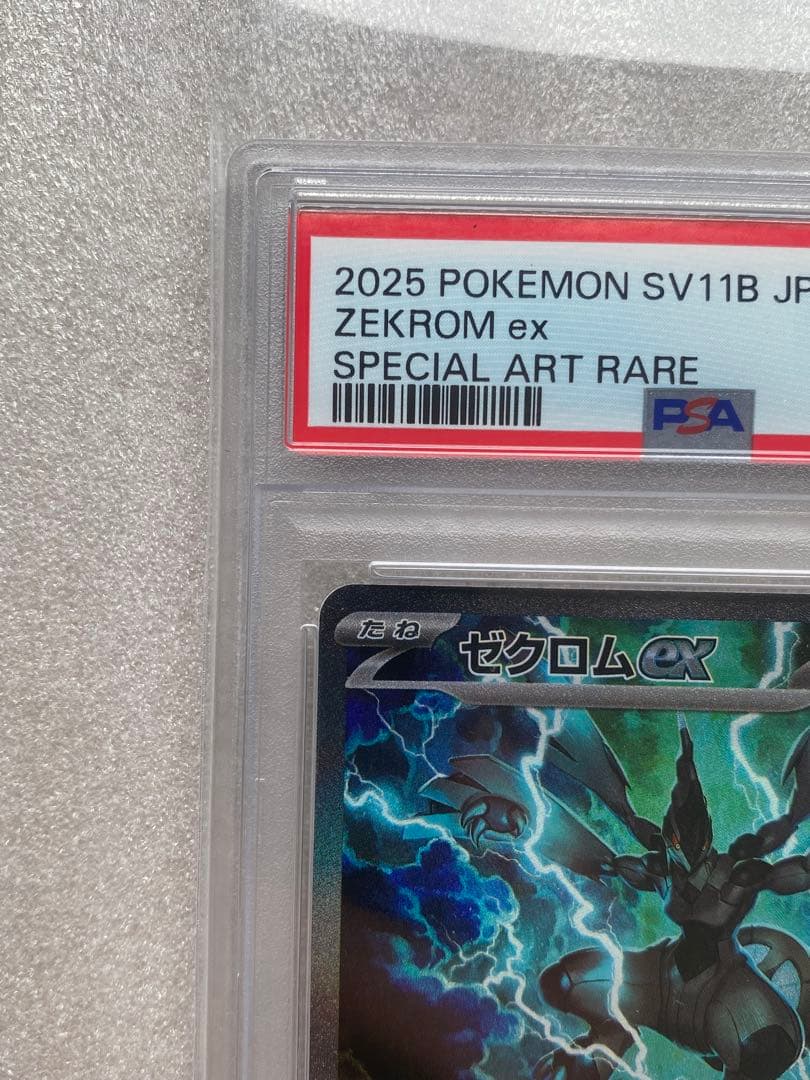 2025 POKEMON SV11B JP
ZEKROM ex
SPECIAL ART RARE
PSA
たね
ゼクロムex